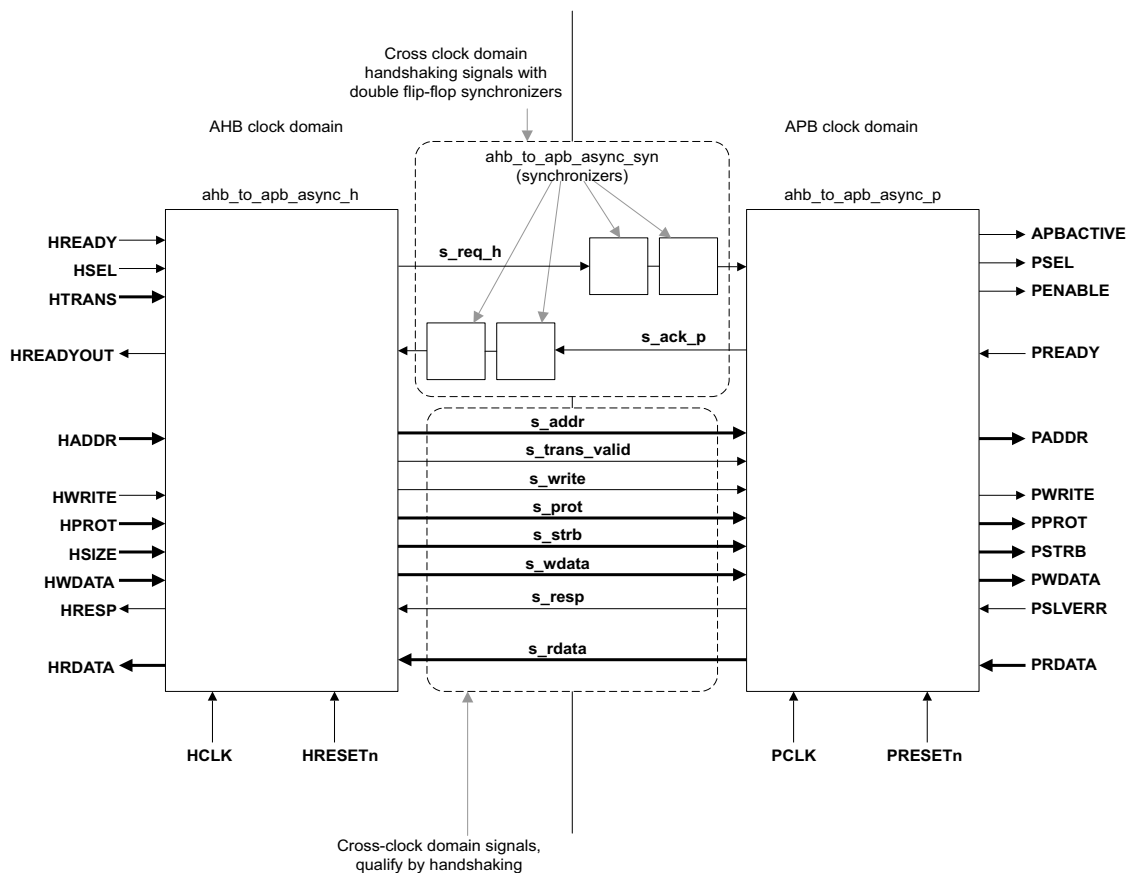 Cross clock domain
handshaking signals with
double flip-flop synchronizers
AHB clock domain
APB clock domain
ahb_to_apb_async_syn
(synchronizers)
ahb_to_apb_async_h
ahb_to_apb_async_p
HREADY
HSEL
HTRANS
HREADYOUT
HADDR
HWRITE
HPROT
HSIZE
HWDATA
HRESP
HRDATA
s_req_h
s_ack_p
s_addr
s_trans_valid
s_write
s_prot
s_strb
s_wdata
s_resp
s_rdata
APBACTIVE
PSEL
PENABLE
PREADY
PADDR
PWRITE
PPROT
PSTRB
PWDATA
PSLVERR
PRDATA
HCLK
HRESETn
PCLK
PRESETn
Cross-clock domain signals,
qualify by handshaking